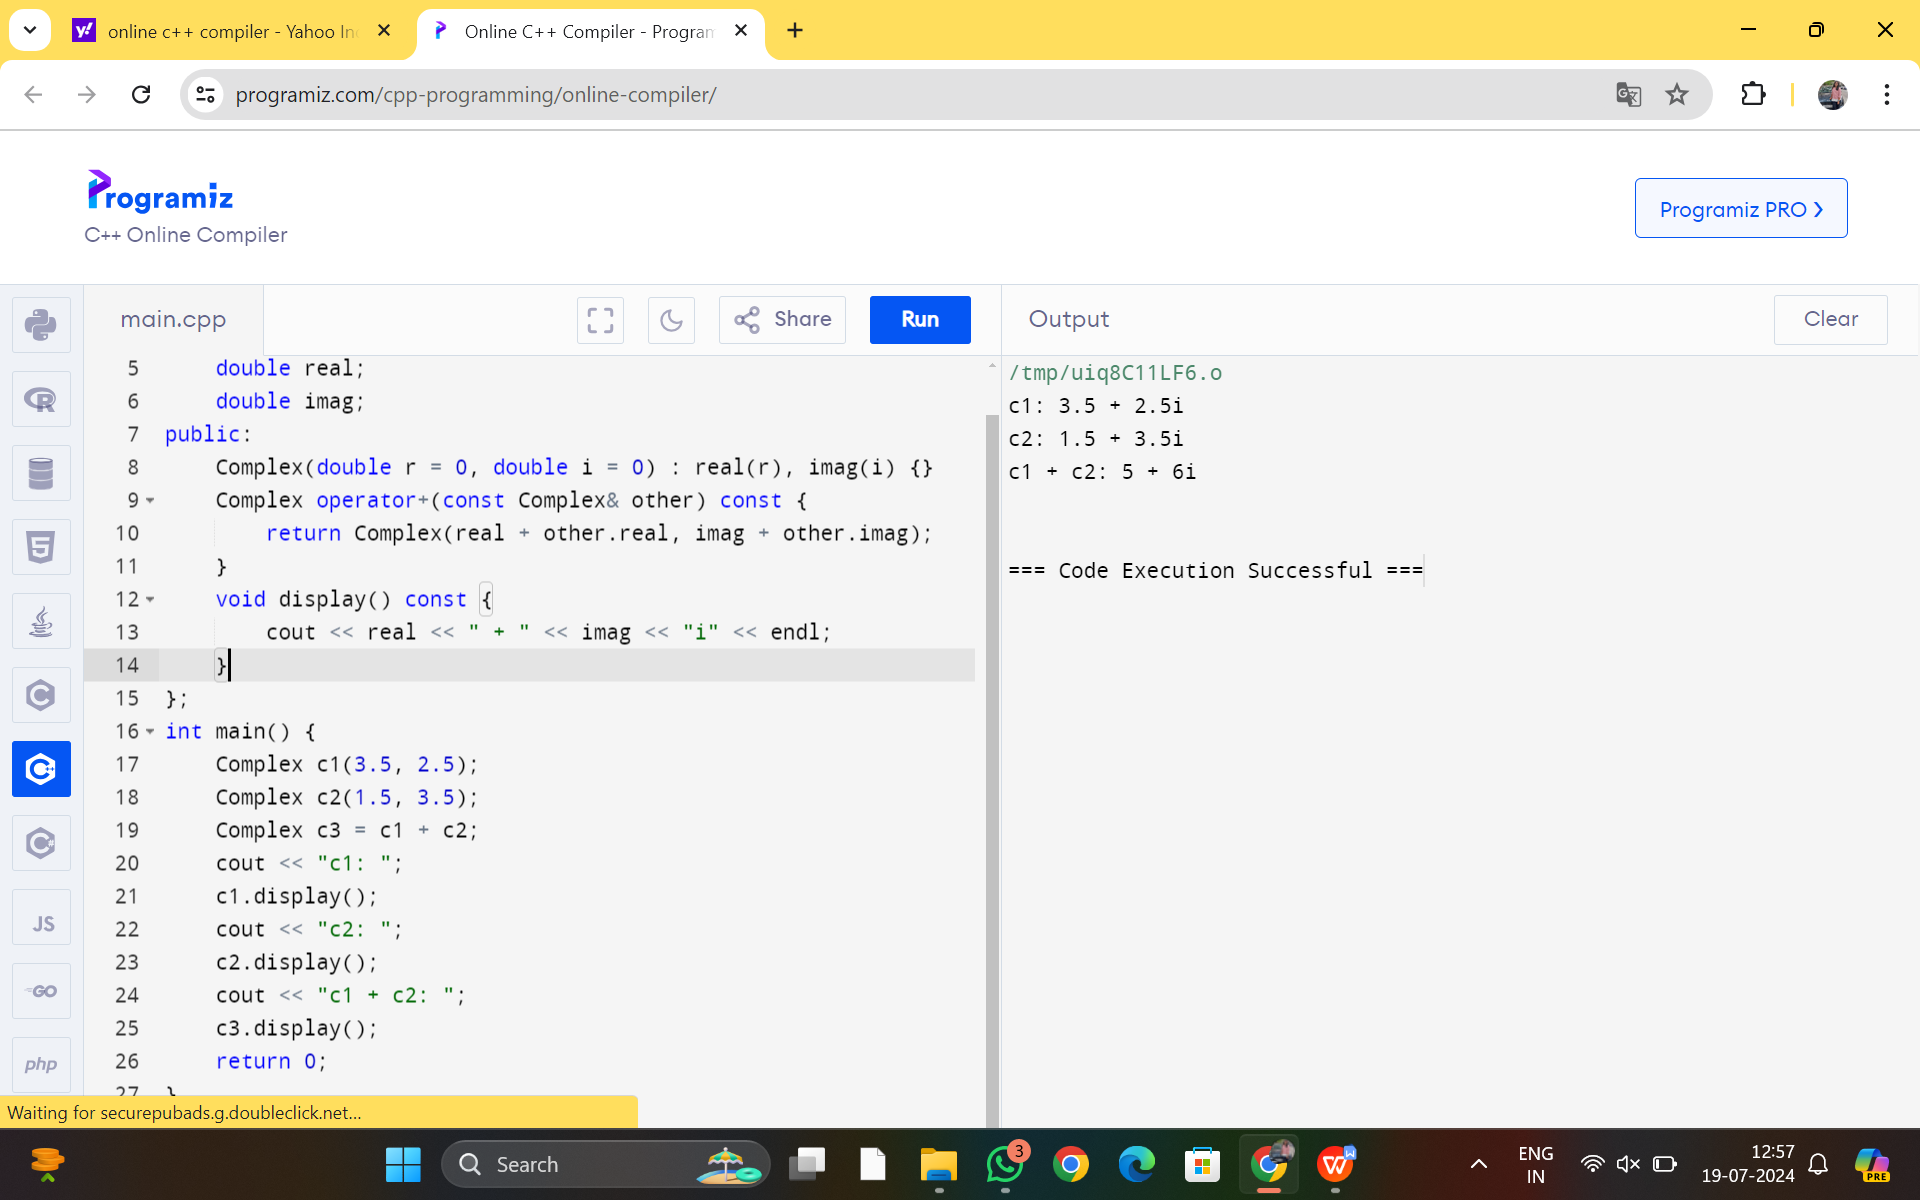 online c++ compiler - Yahoo In
Online C++ Compiler - Program
programiz.com/cpp-programming/online-compiler/
Programiz
C++ Online Compiler
Programiz PRO ❯
main.cpp
Share
Run
Output
Clear
5 double real;
6 double imag;
7 public:
8 Complex(double r = 0, double i = 0) : real(r), imag(i) {}
9 Complex operator+(const Complex& other) const {
10 return Complex(real + other.real, imag + other.imag);
11 }
12 void display() const {
13 cout << real << " + " << imag << "i" << endl;
14 }
15 };
16 int main() {
17 Complex c1(3.5, 2.5);
18 Complex c2(1.5, 3.5);
19 Complex c3 = c1 + c2;
20 cout << "c1: ";
21 c1.display();
22 cout << "c2: ";
23 c2.display();
24 cout << "c1 + c2: ";
25 c3.display();
26 return 0;
27 }
/tmp/uiq8C11LF6.o
c1: 3.5 + 2.5i
c2: 1.5 + 3.5i
c1 + c2: 5 + 6i
=== Code Execution Successful ===
JS
GO
php
Waiting for securepubads.g.doubleclick.net...
Search
3
ENG
IN
12:57
19-07-2024
PRE